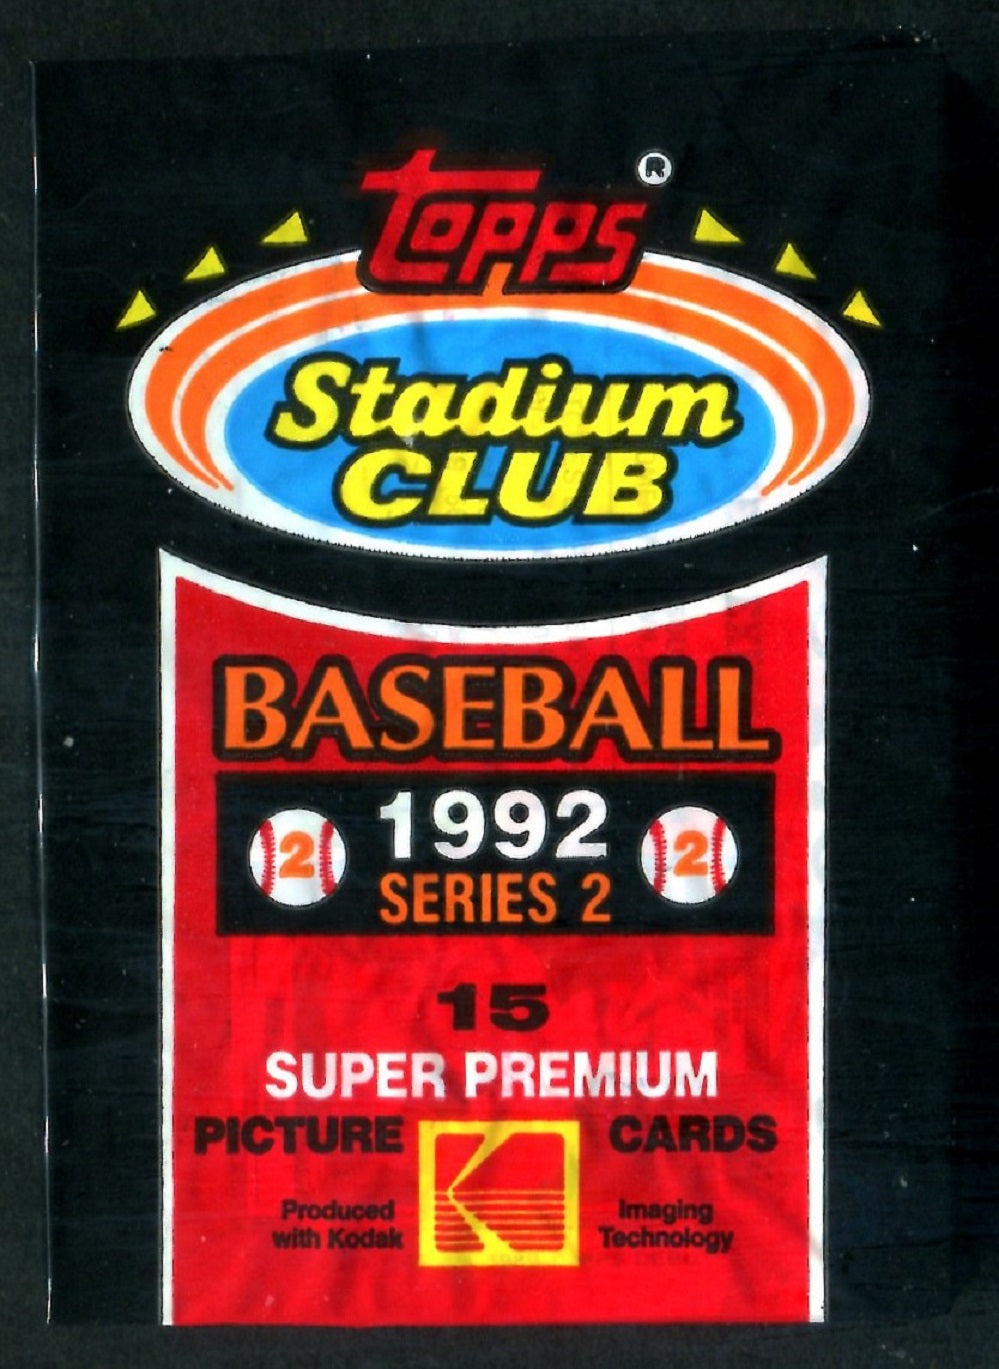 Topps ®
Stadium
CLUB
BASEBALL
2 1992 2
SERIES 2
15
SUPER PREMIUM
PICTURE CARDS
Produced Imaging
with Kodak Technology